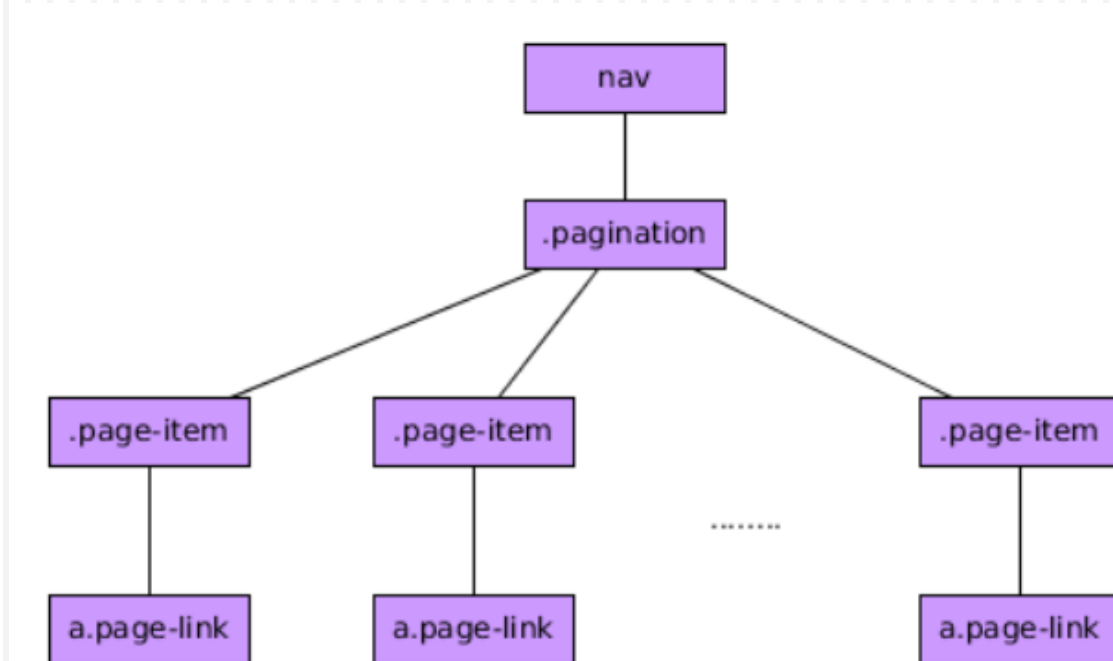 nav
.pagination
.page-item .page-item .page-item
........
a.page-link a.page-link a.page-link